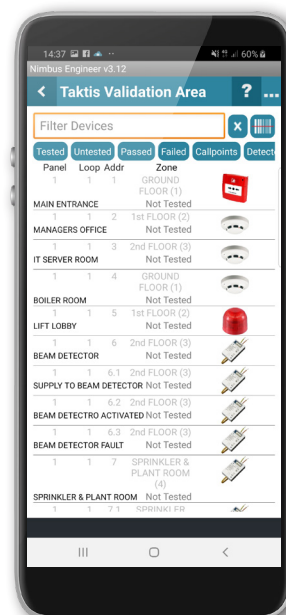 14:37 60%
Nimbus Engineer v3.12
< Taktis Validation Area ? ...
Filter Devices X
Tested Untested Passed Failed Callpoints Detect
Panel Loop Addr Zone
1 1 1 GROUND
FLOOR (1)
MAIN ENTRANCE Not Tested
1 1 2 1st FLOOR (2)
MANAGERS OFFICE Not Tested
1 1 3 2nd FLOOR (3)
IT SERVER ROOM Not Tested
1 1 4 GROUND
FLOOR (1)
BOILER ROOM Not Tested
1 1 5 1st FLOOR (2)
LIFT LOBBY Not Tested
1 1 6 2nd FLOOR (3)
BEAM DETECTOR Not Tested
1 1 6.1 2nd FLOOR (3)
SUPPLY TO BEAM DETECTOR Not Tested
1 1 6.2 2nd FLOOR (3)
BEAM DETECTRO ACTIVATED Not Tested
1 1 6.3 2nd FLOOR (3)
BEAM DETECTOR FAULT Not Tested
1 1 7 SPRINKLER &
PLANT ROOM
(4)
SPRINKLER & PLANT ROOM Not Tested
1 1 7.1 SPRINKLER